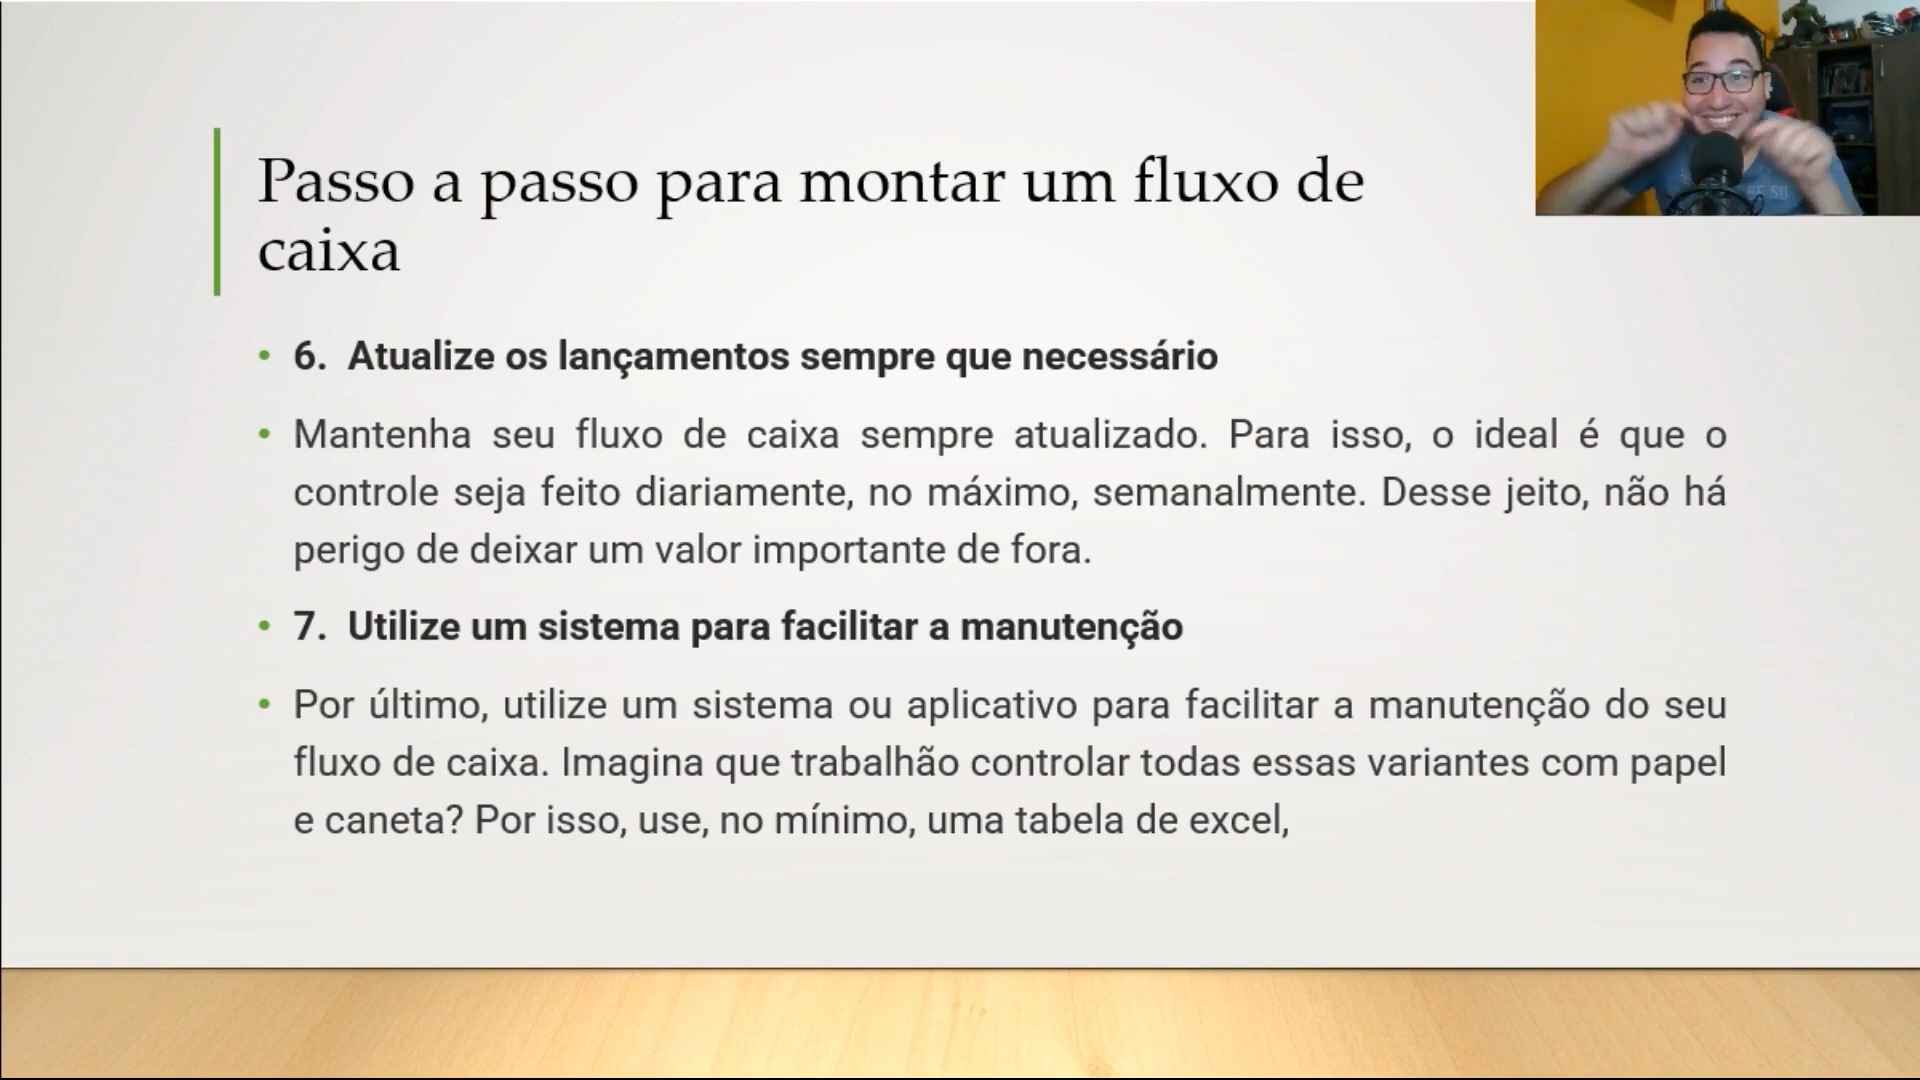 Passo a passo para montar um fluxo de
caixa
• 6. Atualize os lançamentos sempre que necessário
• Mantenha seu fluxo de caixa sempre atualizado. Para isso, o ideal é que o
controle seja feito diariamente, no máximo, semanalmente. Desse jeito, não há
perigo de deixar um valor importante de fora.
• 7. Utilize um sistema para facilitar a manutenção
• Por último, utilize um sistema ou aplicativo para facilitar a manutenção do seu
fluxo de caixa. Imagina que trabalhão controlar todas essas variantes com papel
e caneta? Por isso, use, no mínimo, uma tabela de excel,